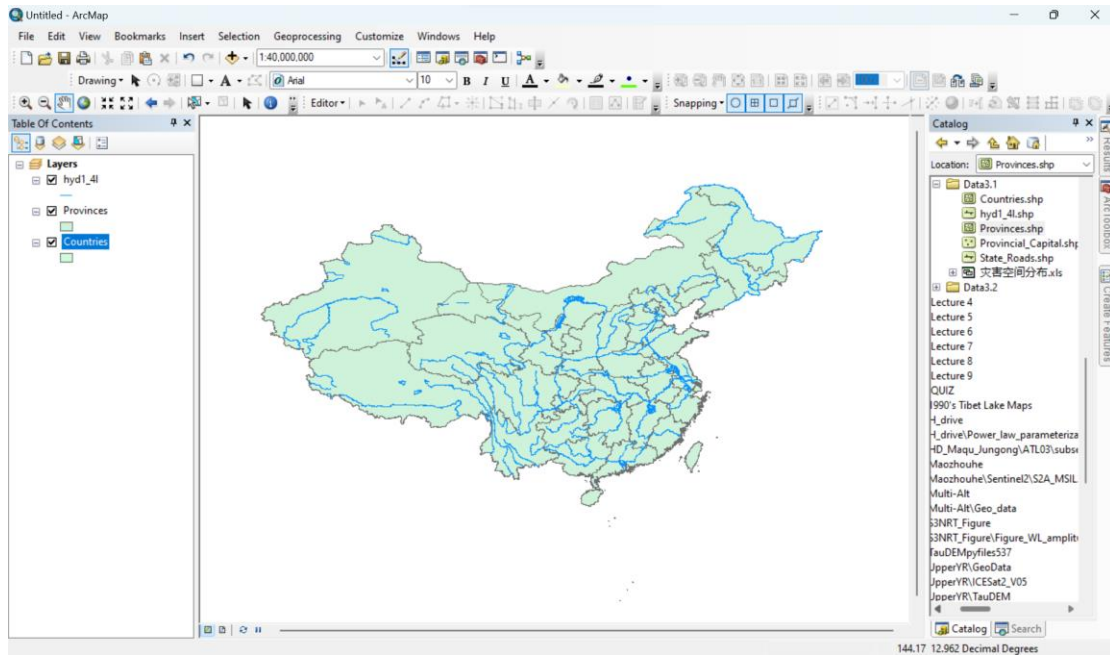 Untitled - ArcMap
File Edit View Bookmarks Insert Selection Geoprocessing Customize Windows Help
1:40,000,000
Drawing Arial 10 B I U A
Editor Snapping
Table Of Contents
Layers
hyd1_4l
Provinces
Countries
Catalog
Location: Provinces.shp
Data3.1
Countries.shp
hyd1_4l.shp
Provinces.shp
Provincial_Capital.shp
State_Roads.shp
灾害空间分布.xls
Data3.2
Lecture 4
Lecture 5
Lecture 6
Lecture 7
Lecture 8
Lecture 9
QUIZ
1990's Tibet Lake Maps
H_drive
H_drive\Power_law_parameteriza
HD_Maqu_Jungong\ATL03\subse
Maozhouhe
Maozhouhe\Sentinel2\S2A_MSIL
Multi-Alt
Multi-Alt\Geo_data
S3NRT_Figure
S3NRT_Figure\Figure_WL_amplit
TauDEMpyfiles537
UpperYR\GeoData
UpperYR\ICESat2_V05
UpperYR\TauDEM
Catalog Search
Results
ArcToolbox
Create Features
144.17 12.962 Decimal Degrees